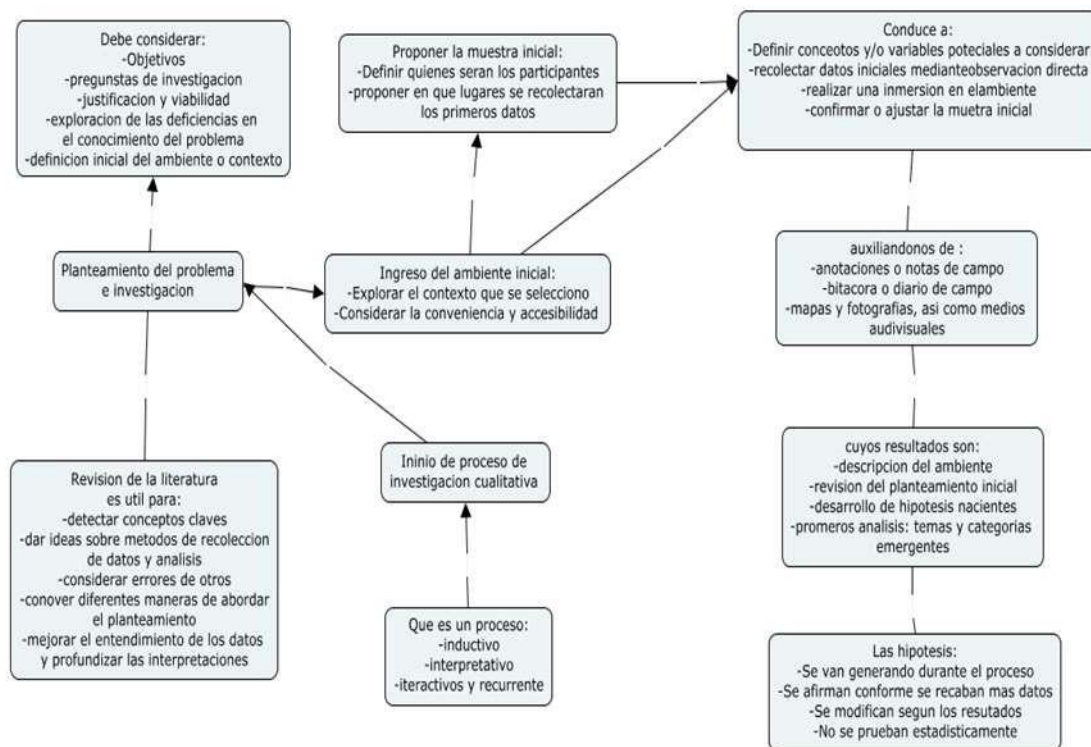 Debe considerar:
-Objetivos
-pregunstas de investigacion
-justificacion y viabilidad
-exploracion de las deficiencias en
el conocimiento del problema
-definicion inicial del ambiente o contexto
Proponer la muestra inicial:
-Definir quienes seran los participantes
-proponer en que lugares se recolectaran
los primeros datos
Conduce a:
-Definir conceotos y/o variables poteciales a considerar
-recolectar datos iniciales medianteobservacion directa
-realizar una inmersion en elambiente
-confirmar o ajustar la muetra inicial
Planteamiento del problema
e investigacion
Ingreso del ambiente inicial:
-Explorar el contexto que se selecciono
-Considerar la conveniencia y accesibilidad
auxiliandonos de :
-anotaciones o notas de campo
-bitacora o diario de campo
-mapas y fotografias, asi como medios
audivisuales
Revision de la literatura
es util para:
-detectar conceptos claves
-dar ideas sobre metodos de recoleccion
de datos y analisis
-considerar errores de otros
-conover diferentes maneras de abordar
el planteamiento
-mejorar el entendimiento de los datos
y profundizar las interpretaciones
Ininio de proceso de
investigacion cualitativa
cuyos resultados son:
-descripcion del ambiente
-revision del planteamiento inicial
-desarrollo de hipotesis nacientes
-promeros analisis: temas y categorias
emergentes
Que es un proceso:
-inductivo
-interpretativo
-iteractivos y recurrente
Las hipotesis:
-Se van generando durante el proceso
-Se afirman conforme se recaban mas datos
-Se modifican segun los resutados
-No se prueban estadisticamente